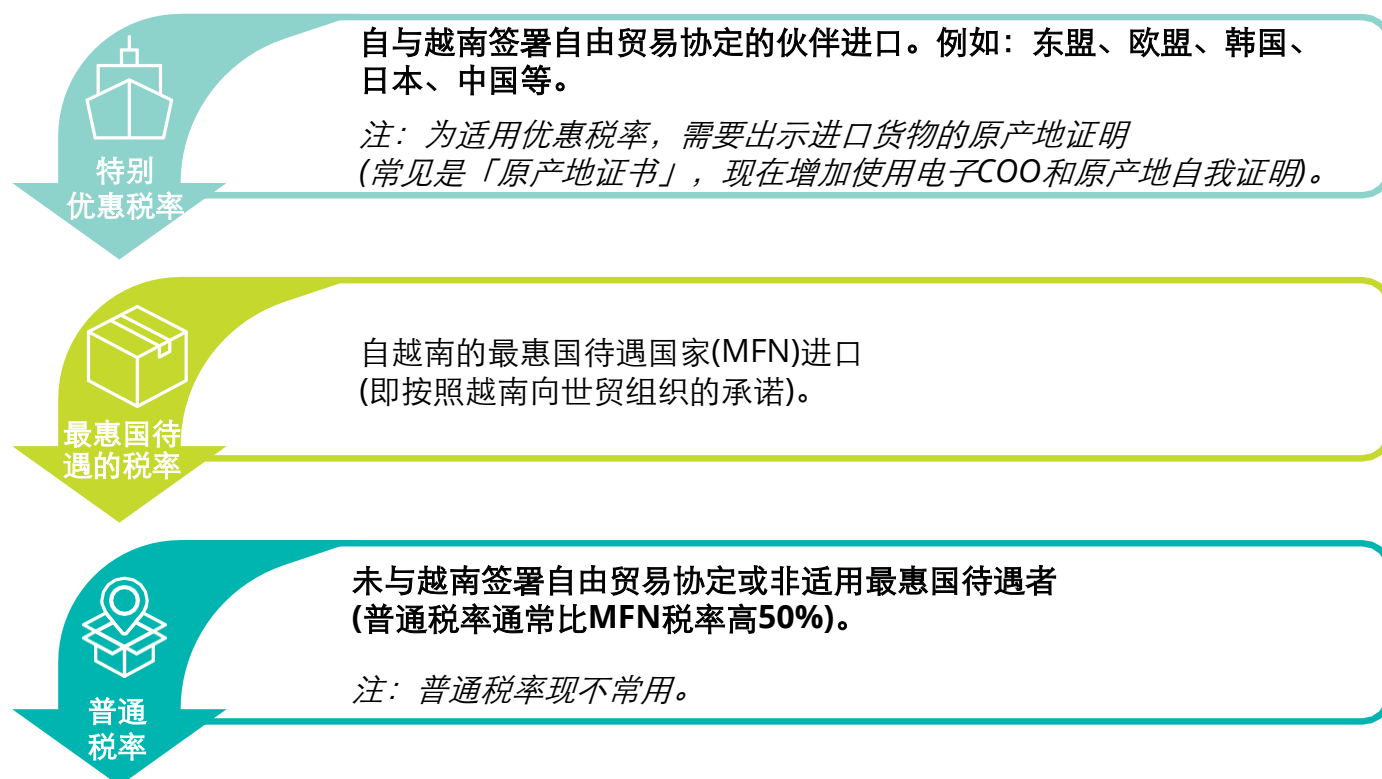 自与越南签署自由贸易协定的伙伴进口。例如：东盟、欧盟、韩国、
日本、中国等。
注：为适用优惠税率，需要出示进口货物的原产地证明
(常见是「原产地证书」，现在增加使用电子COO和原产地自我证明)。
特别
优惠税率
自越南的最惠国待遇国家(MFN)进口
(即按照越南向世贸组织的承诺)。
最惠国待
遇的税率
未与越南签署自由贸易协定或非适用最惠国待遇者
(普通税率通常比MFN税率高50%)。
注：普通税率现不常用。
普通
税率